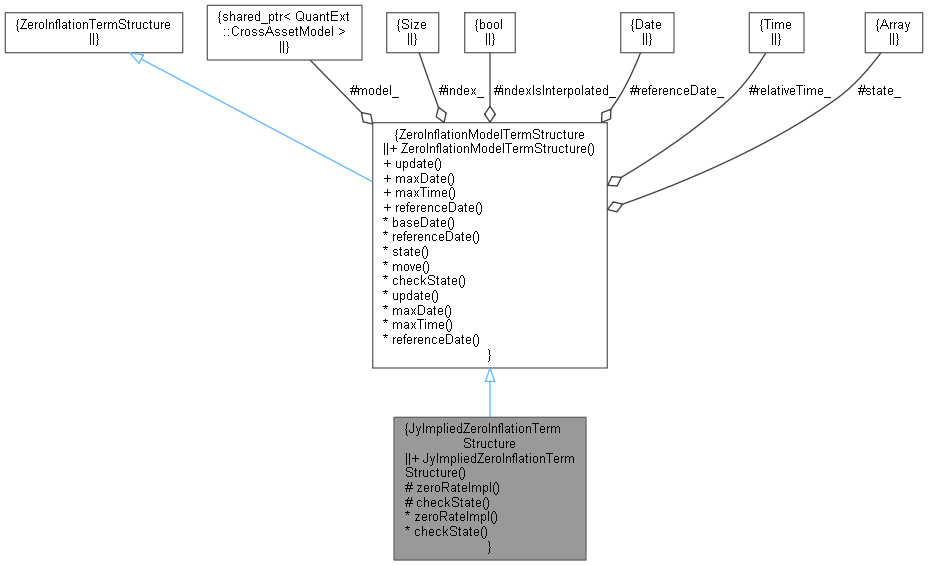 {ZeroInflationTermStructure
||}
{shared_ptr< QuantExt
::CrossAssetModel >
||}
{Size
||}
{bool
||}
{Date
||}
{Time
||}
{Array
||}
#model_
#index_
#indexIsInterpolated_
#referenceDate_
#relativeTime_
#state_
{ZeroInflationModelTermStructure
||+ ZeroInflationModelTermStructure()
+ update()
+ maxDate()
+ maxTime()
+ referenceDate()
* baseDate()
* referenceDate()
* state()
* move()
* checkState()
* update()
* maxDate()
* maxTime()
* referenceDate()
}
{JyImpliedZeroInflationTerm
Structure
||+ JyImpliedZeroInflationTerm
Structure()
# zeroRateImpl()
# checkState()
* zeroRateImpl()
* checkState()
}